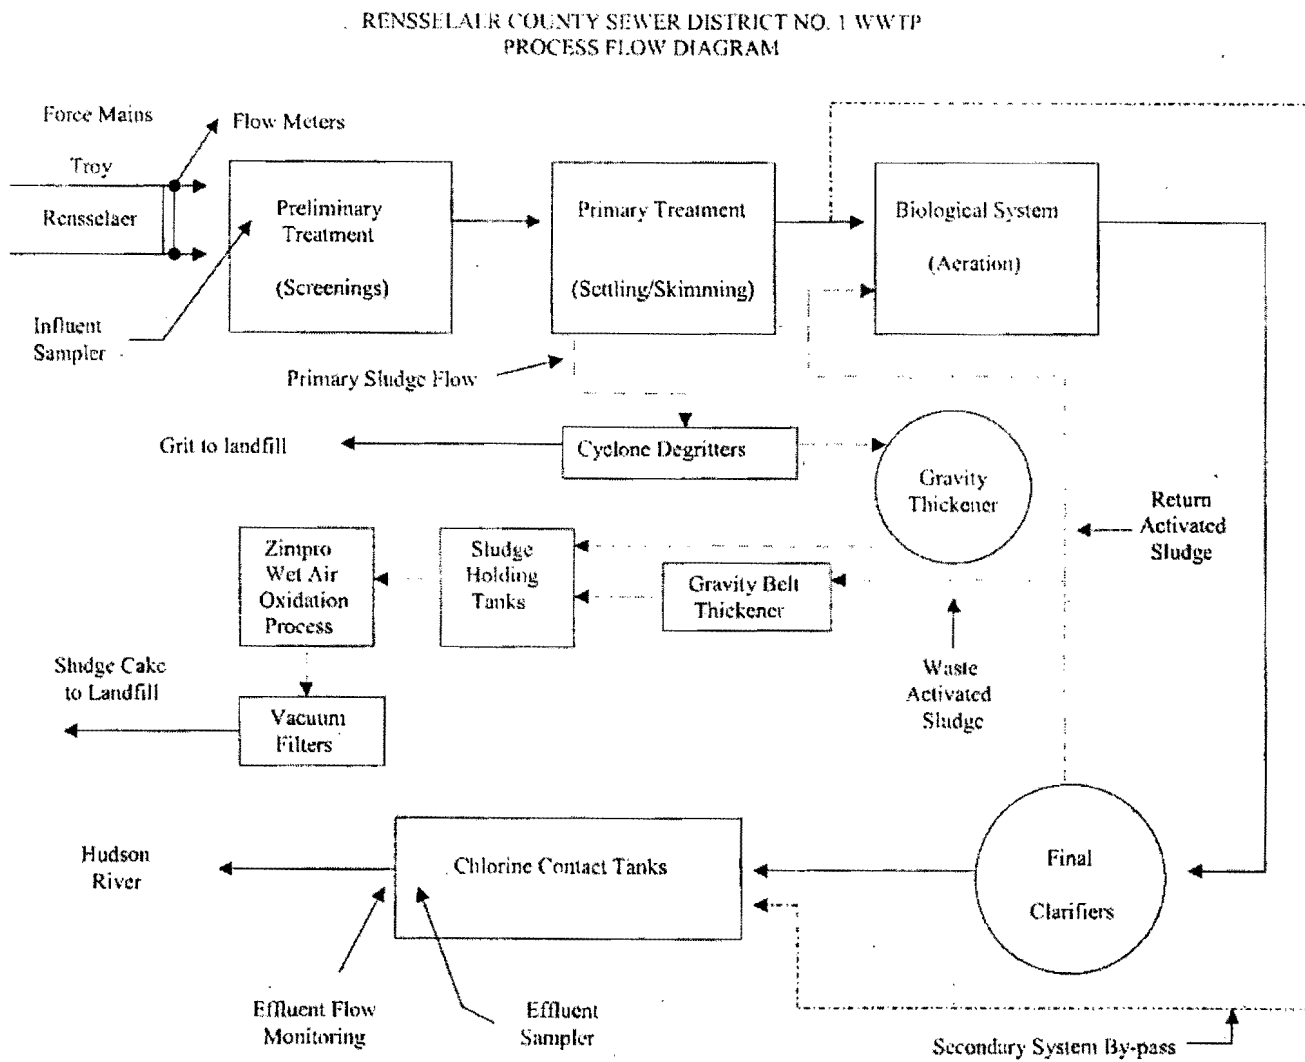 RENSSELAER COUNTY SEWER DISTRICT NO. 1 WWTP
PROCESS FLOW DIAGRAM
Force Mains
Flow Meters
Troy
Rensselaer
Influent
Sampler
Preliminary
Treatment
(Screenings)
Primary Treatment
(Settling/Skimming)
Biological System
(Aeration)
Primary Sludge Flow
Grit to landfill
Cyclone Degritters
Gravity
Thickener
Return
Activated
Sludge
Zimpro
Wet Air
Oxidation
Process
Sludge
Holding
Tanks
Gravity Belt
Thickener
Waste
Activated
Sludge
Sludge Cake
to Landfill
Vacuum
Filters
Hudson
River
Chlorine Contact Tanks
Final
Clarifiers
Effluent Flow
Monitoring
Effluent
Sampler
Secondary System By-pass